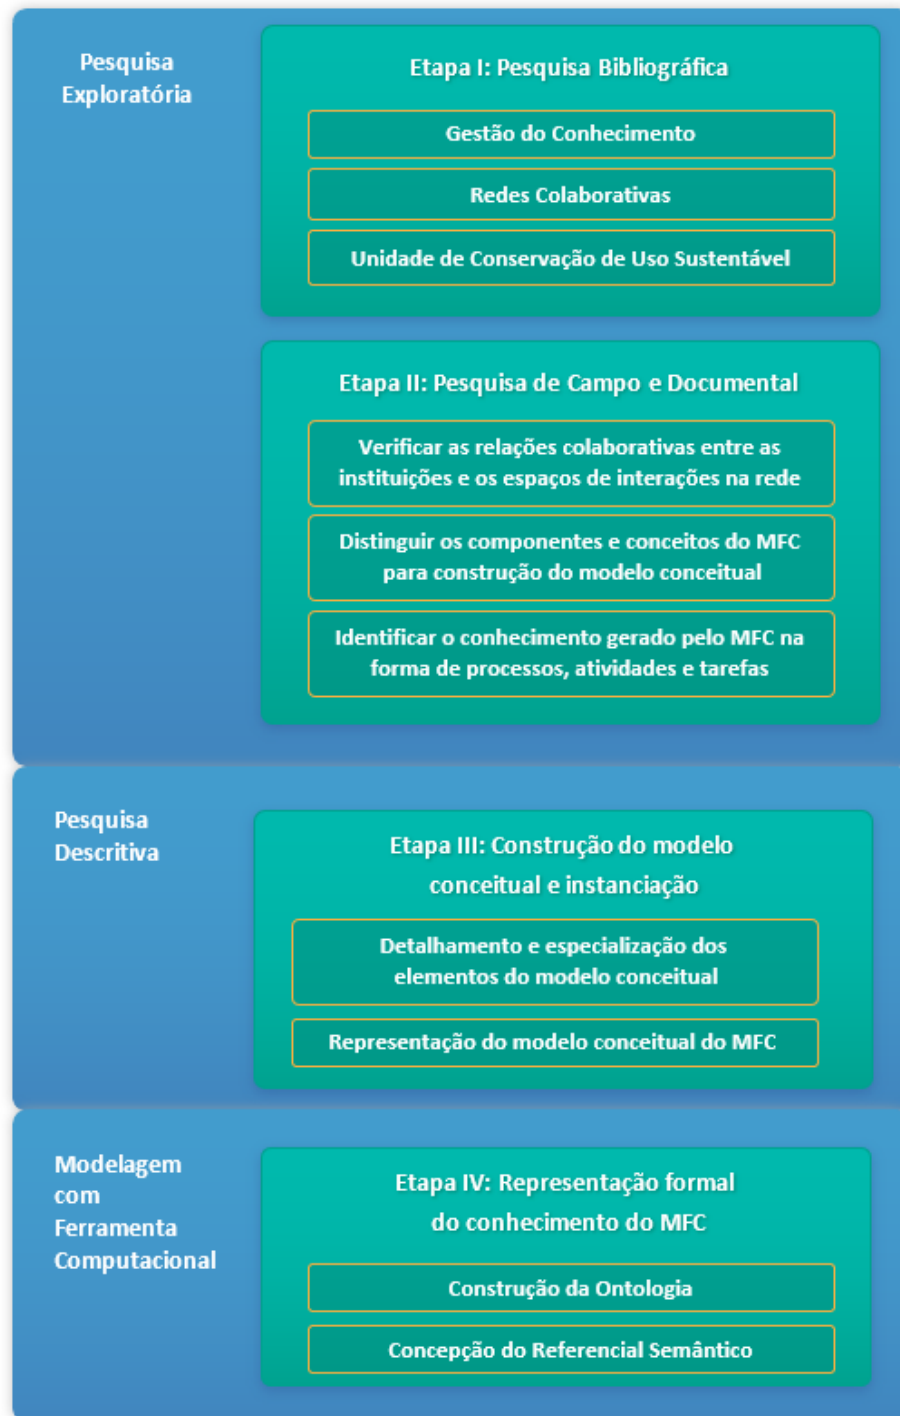 Pesquisa
Exploratória
Etapa I: Pesquisa Bibliográfica
Gestão do Conhecimento
Redes Colaborativas
Unidade de Conservação de Uso Sustentável
Etapa II: Pesquisa de Campo e Documental
Verificar as relações colaborativas entre as
instituições e os espaços de interações na rede
Distinguir os componentes e conceitos do MFC
para construção do modelo conceitual
Identificar o conhecimento gerado pelo MFC na
forma de processos, atividades e tarefas
Pesquisa
Descritiva
Etapa III: Construção do modelo
conceitual e instanciação
Detalhamento e especialização dos
elementos do modelo conceitual
Representação do modelo conceitual do MFC
Modelagem
com
Ferramenta
Computacional
Etapa IV: Representação formal
do conhecimento do MFC
Construção da Ontologia
Concepção do Referencial Semântico